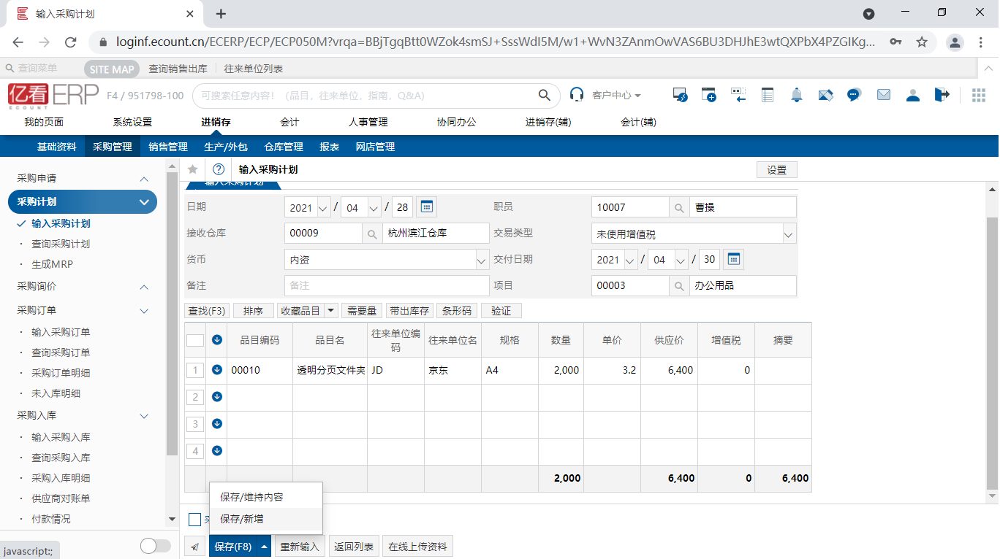 输入采购计划
loginf.ecount.cn/ECERP/ECP/ECP050M?vrqa=BBjTgqBtt0WZok4smSJ+SssWdI5M/w1+WvN3ZAnmOwVAS6BU3DHJhE3wtQXPbX4PZGIKg...
查询菜单 SITE MAP 查询销售出库 往来单位列表
亿看 ECOUNT ERP F4 / 951798-100 可搜索任意内容! (品目, 往来单位, 指南, Q&A) 客户中心
我的页面 系统设置 进销存 会计 人事管理 协同办公 进销存(辅) 会计(辅)
基础资料 采购管理 销售管理 生产/外包 仓库管理 报表 网店管理
采购申请
采购计划
输入采购计划
查询采购计划
生成MRP
采购询价
采购订单
输入采购订单
查询采购订单
采购订单明细
未入库明细
采购入库
输入采购入库
查询采购入库
采购入库明细
供应商对账单
付款情况
javascript:;
输入采购计划 设置
输入采购计划
日期 2021 / 04 / 28 职员 10007 曹操
接收仓库 00009 杭州滨江仓库 交易类型 未使用增值税
货币 内资 交付日期 2021 / 04 / 30
备注 备注 项目 00003 办公用品
查找(F3) 排序 收藏品目 需要量 带出库存 条形码 验证
品目编码 品目名 往来单位编码 往来单位名 规格 数量 单价 供应价 增值税 摘要
1 00010 透明分页文件夹 JD 京东 A4 2,000 3.2 6,400 0
2
3
4
2,000 6,400 0 6,400
保存/维持内容
保存/新增
保存(F8) 重新输入 返回列表 在线上传资料